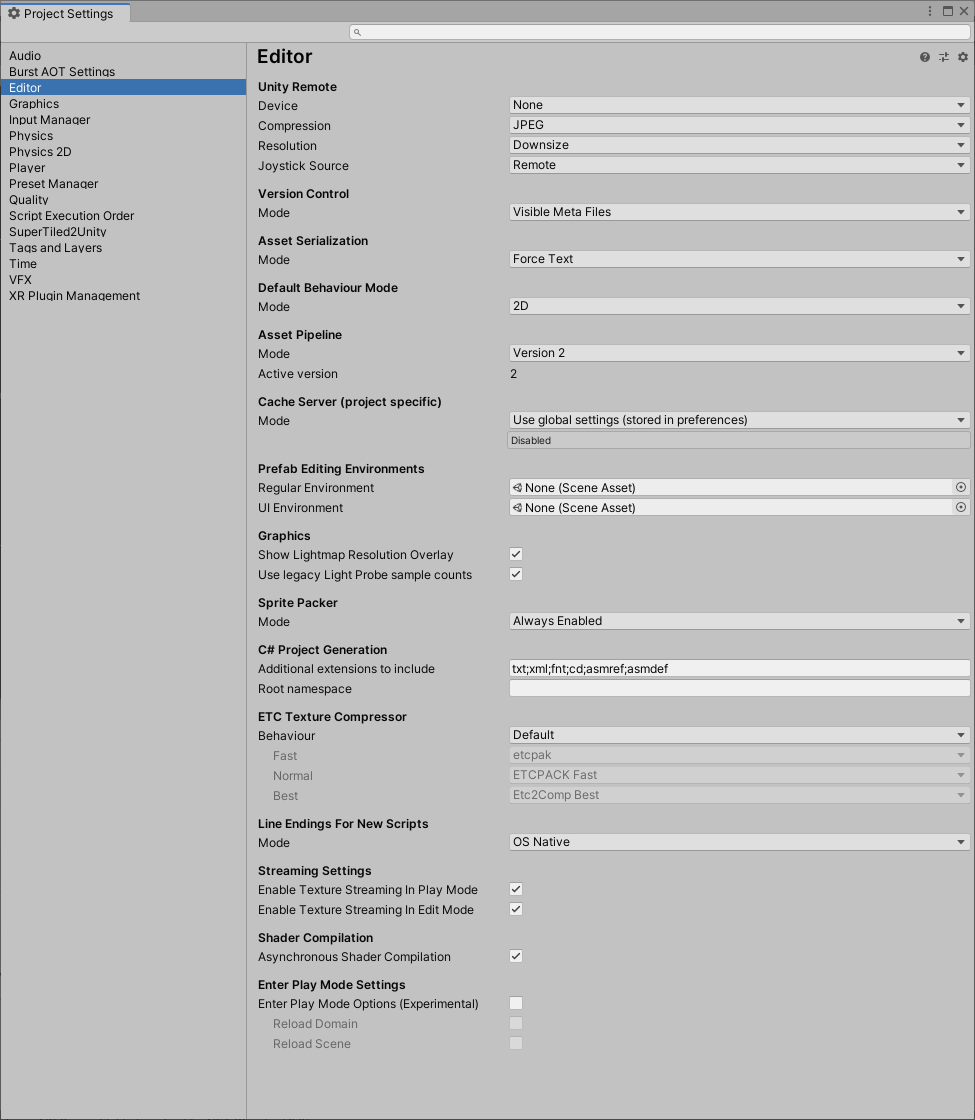 Project Settings
Audio
Burst AOT Settings
Editor
Graphics
Input Manager
Physics
Physics 2D
Player
Preset Manager
Quality
Script Execution Order
SuperTiled2Unity
Tags and Layers
Time
VFX
XR Plugin Management
Editor
Unity Remote
Device None
Compression JPEG
Resolution Downsize
Joystick Source Remote
Version Control
Mode Visible Meta Files
Asset Serialization
Mode Force Text
Default Behaviour Mode
Mode 2D
Asset Pipeline
Mode Version 2
Active version 2
Cache Server (project specific)
Mode Use global settings (stored in preferences)
Disabled
Prefab Editing Environments
Regular Environment None (Scene Asset)
UI Environment None (Scene Asset)
Graphics
Show Lightmap Resolution Overlay
Use legacy Light Probe sample counts
Sprite Packer
Mode Always Enabled
C# Project Generation
Additional extensions to include txt;xml;fnt;cd;asmref;asmdef
Root namespace
ETC Texture Compressor
Behaviour Default
Fast etcpak
Normal ETCPACK Fast
Best Etc2Comp Best
Line Endings For New Scripts
Mode OS Native
Streaming Settings
Enable Texture Streaming In Play Mode
Enable Texture Streaming In Edit Mode
Shader Compilation
Asynchronous Shader Compilation
Enter Play Mode Settings
Enter Play Mode Options (Experimental)
Reload Domain
Reload Scene